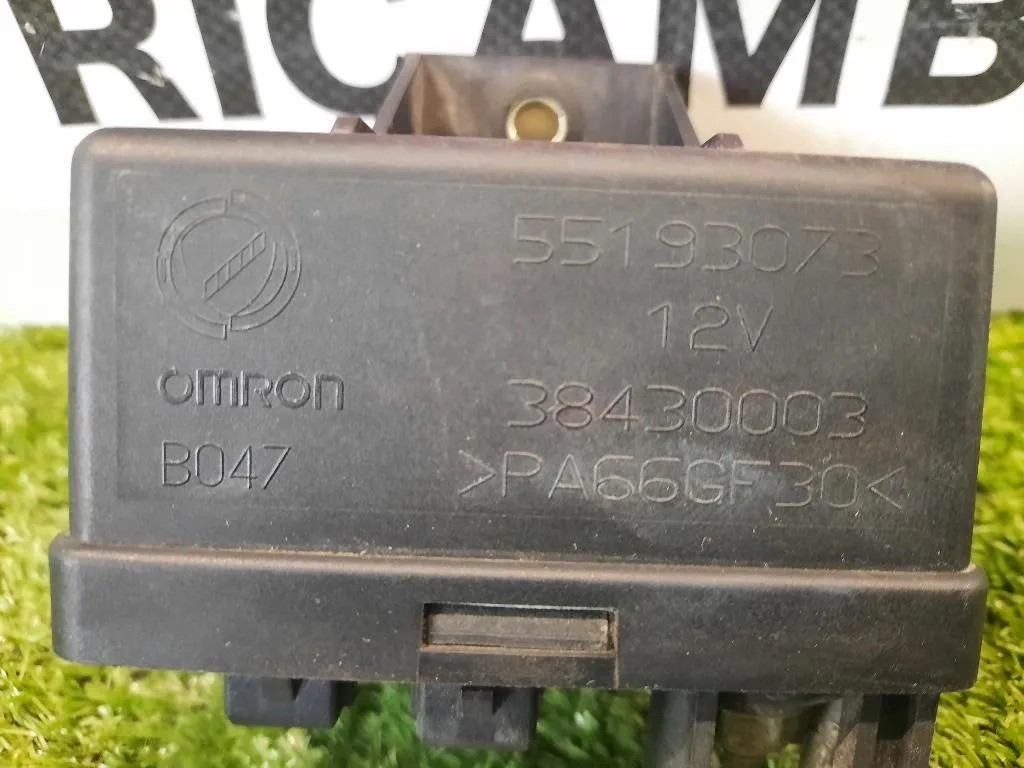 RICAMB
55193073
12V
omron
38430003
B047
>PA66GF30<